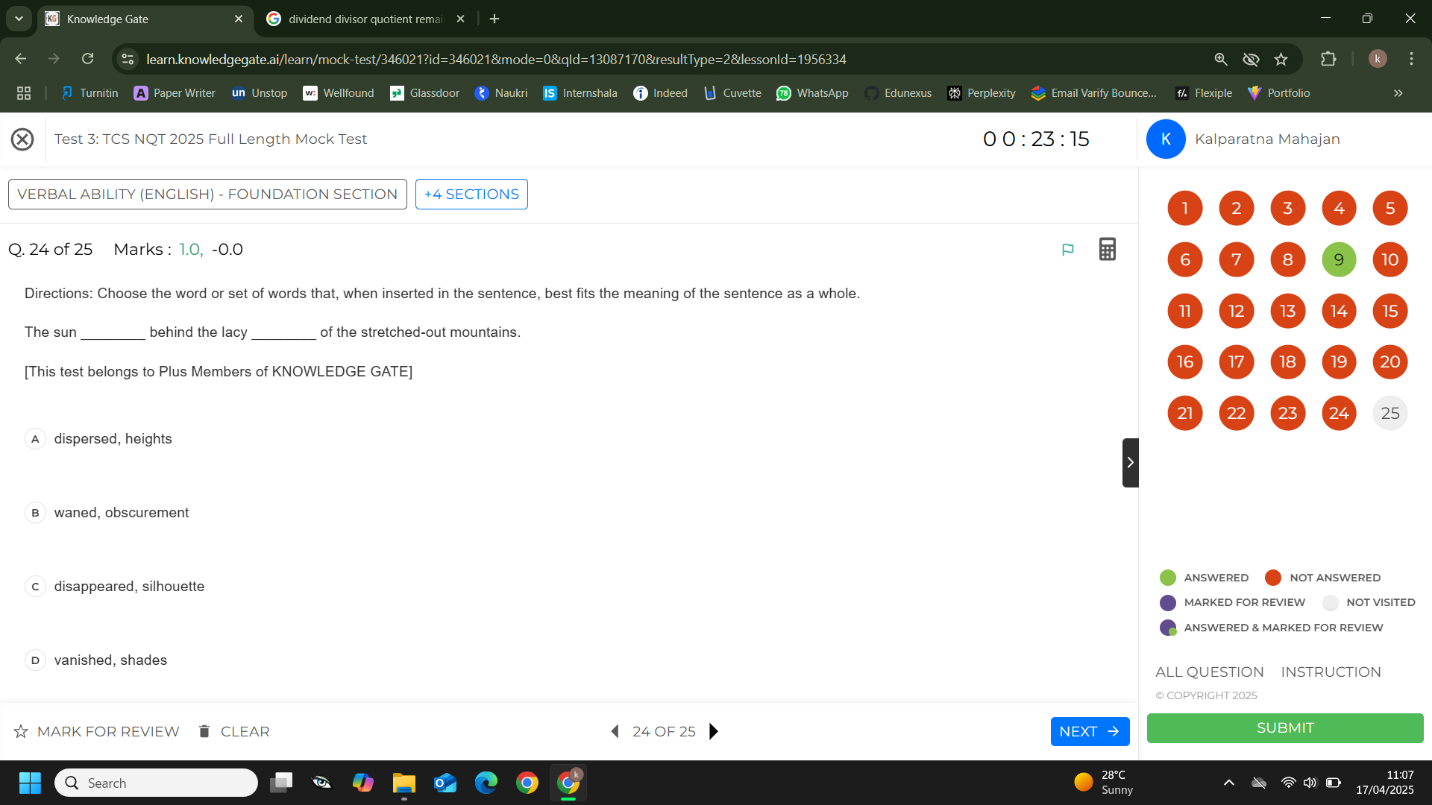 Knowledge Gate
dividend divisor quotient remai
learn.knowledgegate.ai/learn/mock-test/346021?id=346021&mode=0&qId=13087170&resultType=2&lessonId=1956334
k
Turnitin
A Paper Writer
un Unstop
w: Wellfound
Glassdoor
Naukri
IS Internshala
Indeed
Cuvette
WhatsApp
Edunexus
Perplexity
Email Varify Bounce...
Flexiple
Portfolio
Test 3: TCS NQT 2025 Full Length Mock Test
00:23:15
K Kalparatna Mahajan
VERBAL ABILITY (ENGLISH) - FOUNDATION SECTION
+4 SECTIONS
Q. 24 of 25 Marks : 1.0, -0.0
Directions: Choose the word or set of words that, when inserted in the sentence, best fits the meaning of the sentence as a whole.
The sun ________ behind the lacy ________ of the stretched-out mountains.
[This test belongs to Plus Members of KNOWLEDGE GATE]
A dispersed, heights
B waned, obscurement
C disappeared, silhouette
D vanished, shades
1 2 3 4 5
6 7 8 9 10
11 12 13 14 15
16 17 18 19 20
21 22 23 24 25
ANSWERED NOT ANSWERED
MARKED FOR REVIEW NOT VISITED
ANSWERED & MARKED FOR REVIEW
ALL QUESTION INSTRUCTION
© COPYRIGHT 2025
SUBMIT
MARK FOR REVIEW CLEAR
24 OF 25
NEXT
Search
28°C
Sunny
11:07
17/04/2025